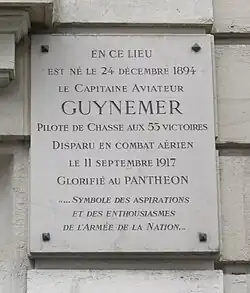 EN CE LIEU
EST NÉ LE 24 DÉCEMBRE 1894
LE CAPITAINE AVIATEUR
GUYNEMER
PILOTE DE CHASSE AUX 53 VICTOIRES
DISPARU EN COMBAT AÉRIEN
LE 11 SEPTEMBRE 1917
GLORIFIÉ AU PANTHEON
.....SYMBOLE DES ASPIRATIONS
ET DES ENTHOUSIASMES
DE L'ARMÉE DE LA NATION...